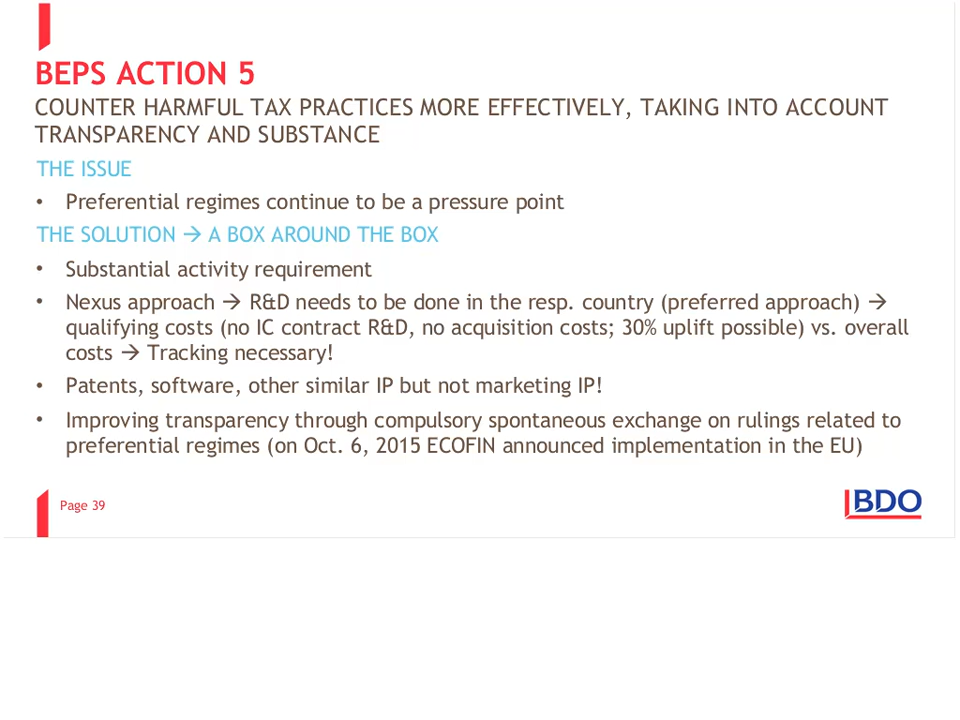 BEPS ACTION 5
COUNTER HARMFUL TAX PRACTICES MORE EFFECTIVELY, TAKING INTO ACCOUNT
TRANSPARENCY AND SUBSTANCE
THE ISSUE
• Preferential regimes continue to be a pressure point
THE SOLUTION → A BOX AROUND THE BOX
• Substantial activity requirement
• Nexus approach → R&D needs to be done in the resp. country (preferred approach) →
qualifying costs (no IC contract R&D, no acquisition costs; 30% uplift possible) vs. overall
costs → Tracking necessary!
• Patents, software, other similar IP but not marketing IP!
• Improving transparency through compulsory spontaneous exchange on rulings related to
preferential regimes (on Oct. 6, 2015 ECOFIN announced implementation in the EU)
Page 39
BDO